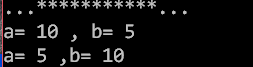 ...***********...
a= 10 , b= 5
a= 5 ,b= 10